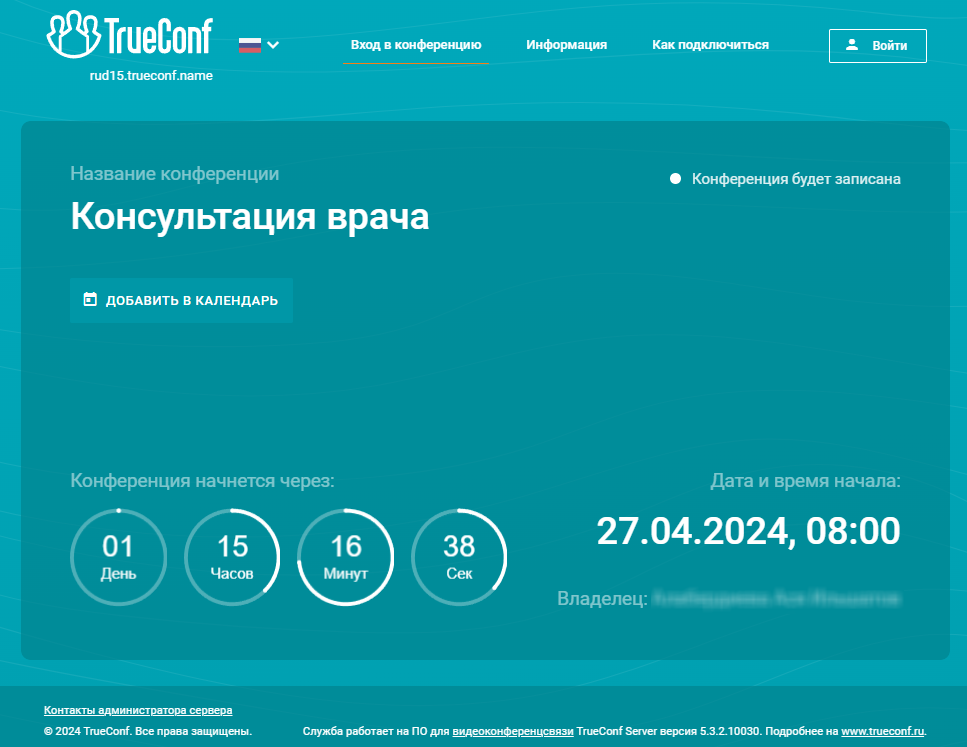 TrueConf
rud15.trueconf.name
Вход в конференцию
Информация
Как подключиться
Войти
Название конференции
Конференция будет записана
Консультация врача
ДОБАВИТЬ В КАЛЕНДАРЬ
Конференция начнется через:
01
День
15
Часов
16
Минут
38
Сек
Дата и время начала:
27.04.2024, 08:00
Владелец:
Контакты администратора сервера
© 2024 TrueConf. Все права защищены.
Служба работает на ПО для видеоконференцсвязи TrueConf Server версия 5.3.2.10030. Подробнее на www.trueconf.ru.